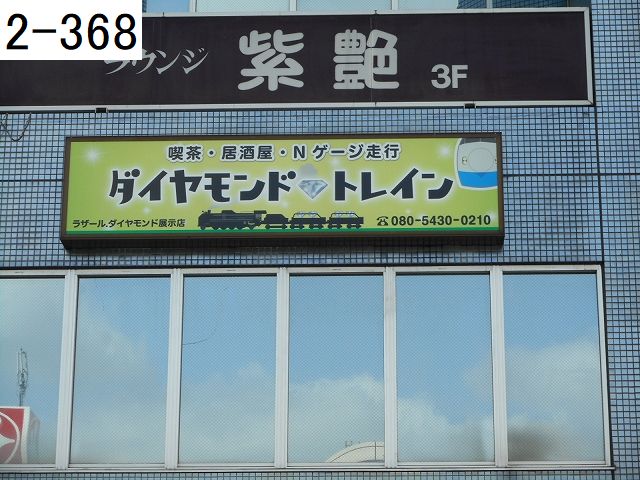 2-368
ラウンジ 紫艶 3F
喫茶・居酒屋・Nゲージ走行
ダイヤモンド トレイン
ラザール.ダイヤモンド展示店 ☎080-5430-0210